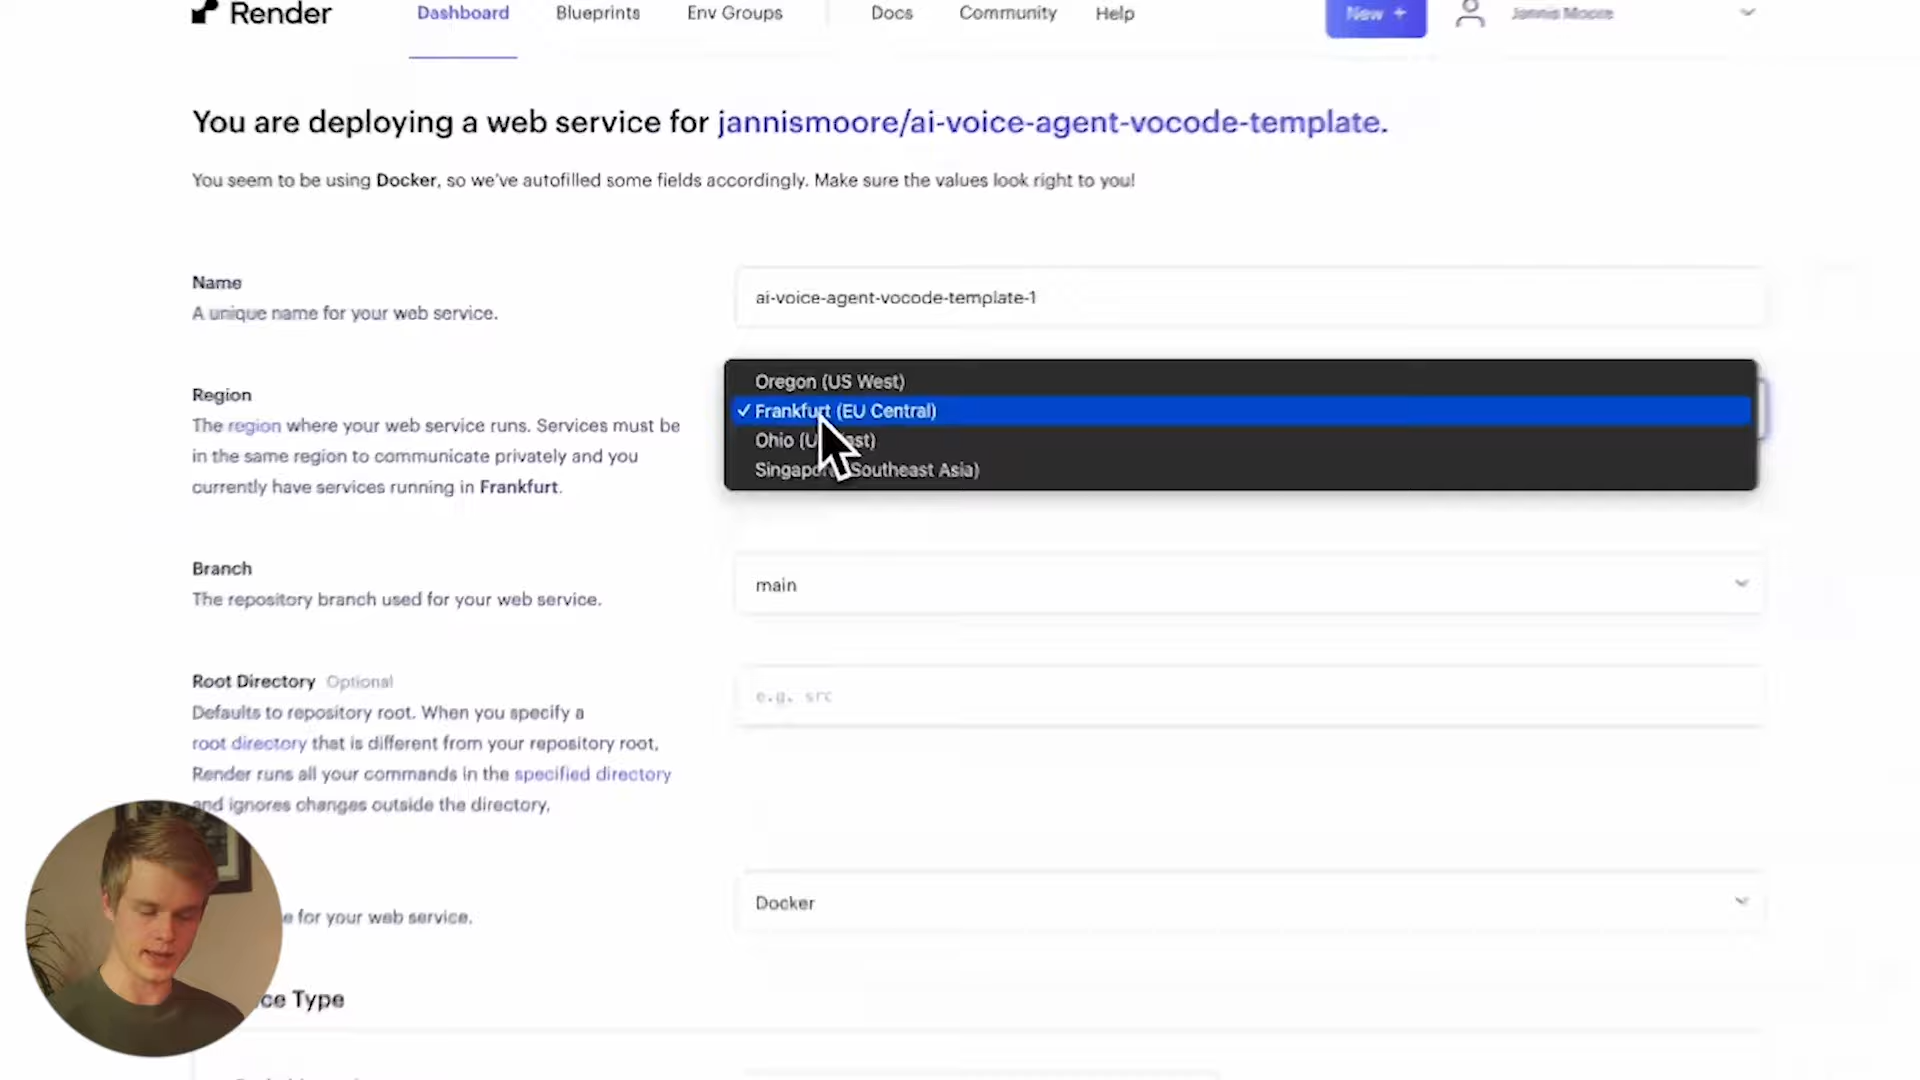 Render
Dashboard Blueprints Env Groups Docs Community Help New + Jannis Moore
You are deploying a web service for jannismoore/ai-voice-agent-vocode-template.
You seem to be using Docker, so we've autofilled some fields accordingly. Make sure the values look right to you!
Name
A unique name for your web service.
ai-voice-agent-vocode-template-1
Region
The region where your web service runs. Services must be
in the same region to communicate privately and you
currently have services running in Frankfurt.
Oregon (US West)
✓ Frankfurt (EU Central)
Ohio (U ast)
Singapor Southeast Asia)
Branch
The repository branch used for your web service.
main
Root Directory Optional
Defaults to repository root. When you specify a
root directory that is different from your repository root,
Render runs all your commands in the specified directory
and ignores changes outside the directory.
e.g. src
e for your web service.
Docker
ce Type